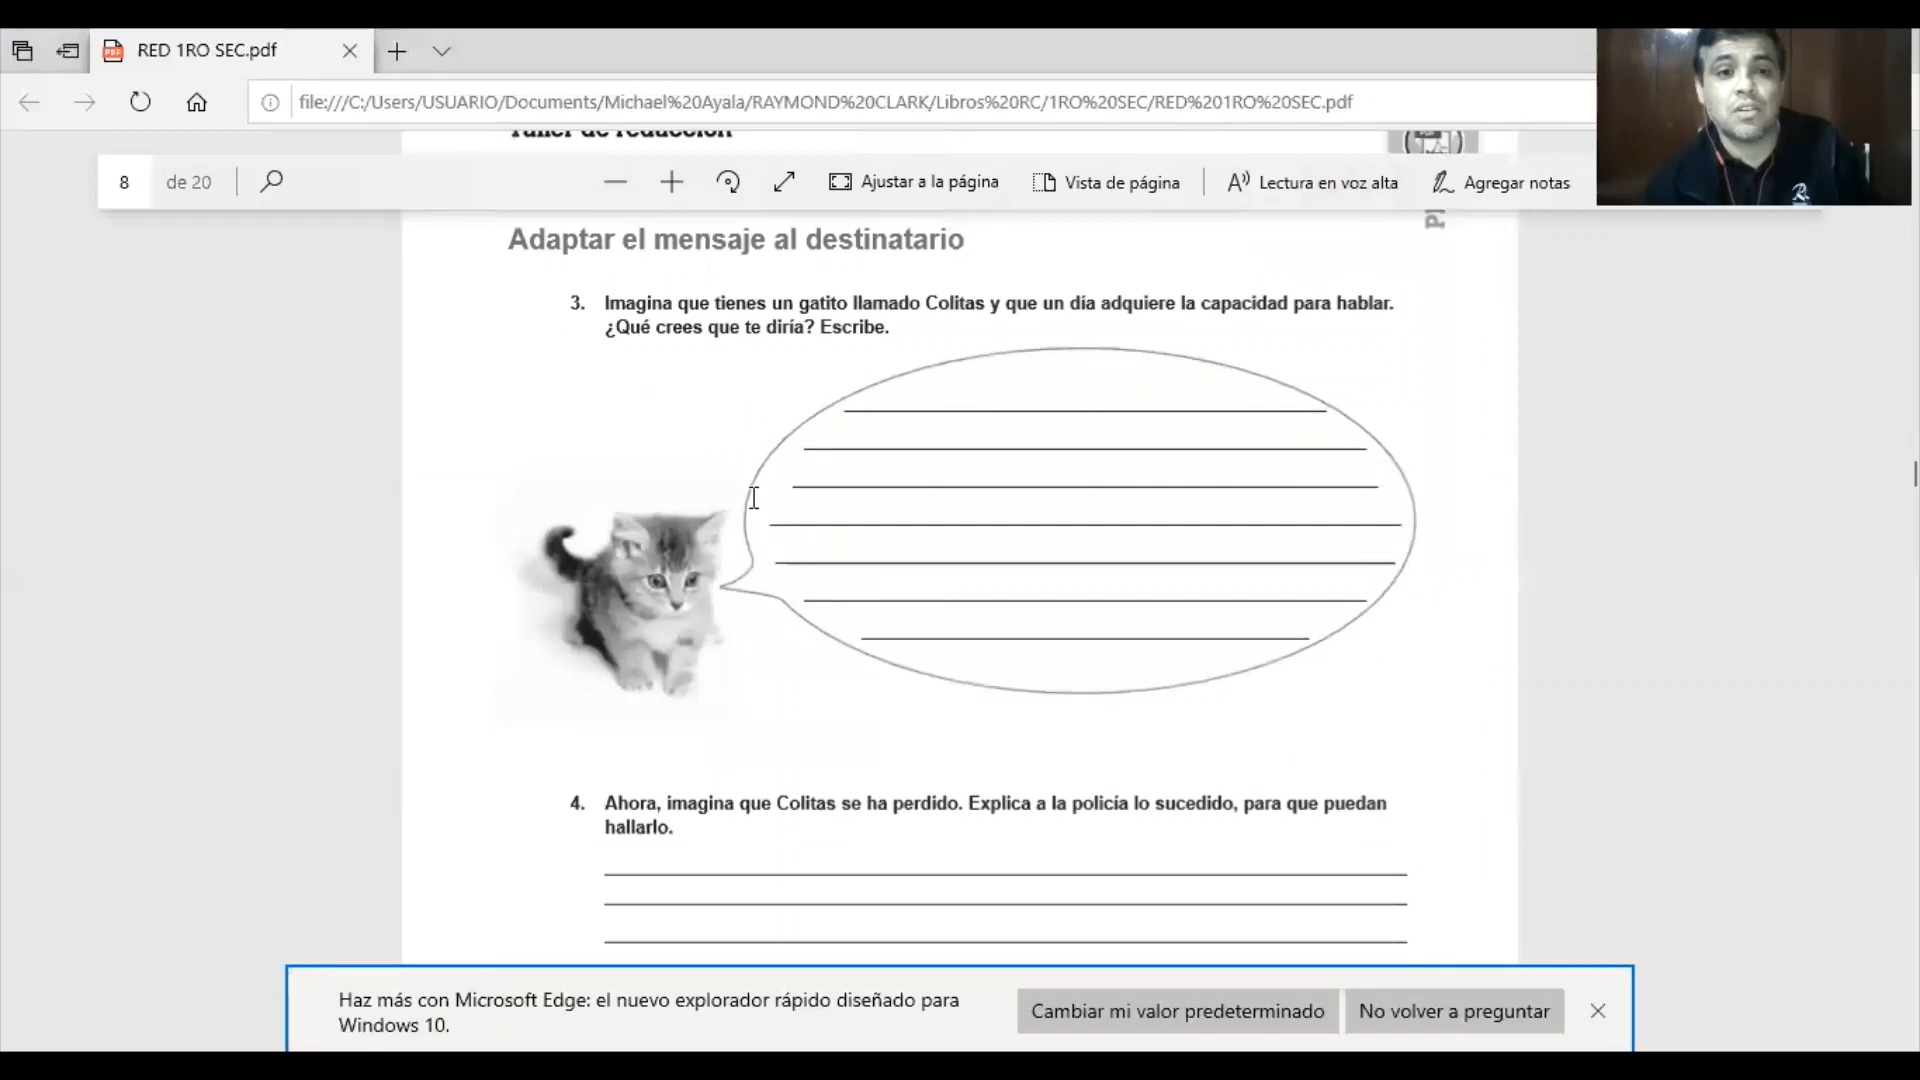 RED 1RO SEC.pdf
file:///C:/Users/USUARIO/Documents/Michael%20Ayala/RAYMOND%20CLARK/Libros%20RC/1RO%20SEC/RED%201RO%20SEC.pdf
Taller de redacción
8 de 20
Ajustar a la página
Vista de página
Lectura en voz alta
Agregar notas
Adaptar el mensaje al destinatario
3. Imagina que tienes un gatito llamado Colitas y que un día adquiere la capacidad para hablar.
¿Qué crees que te diría? Escribe.
4. Ahora, imagina que Colitas se ha perdido. Explica a la policía lo sucedido, para que puedan
hallarlo.
Haz más con Microsoft Edge: el nuevo explorador rápido diseñado para
Windows 10.
Cambiar mi valor predeterminado
No volver a preguntar